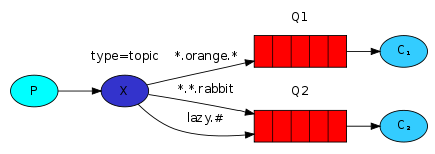 Q1
type=topic
*.orange.*
C₁
P
X
*.*.rabbit
Q2
lazy.#
C₂